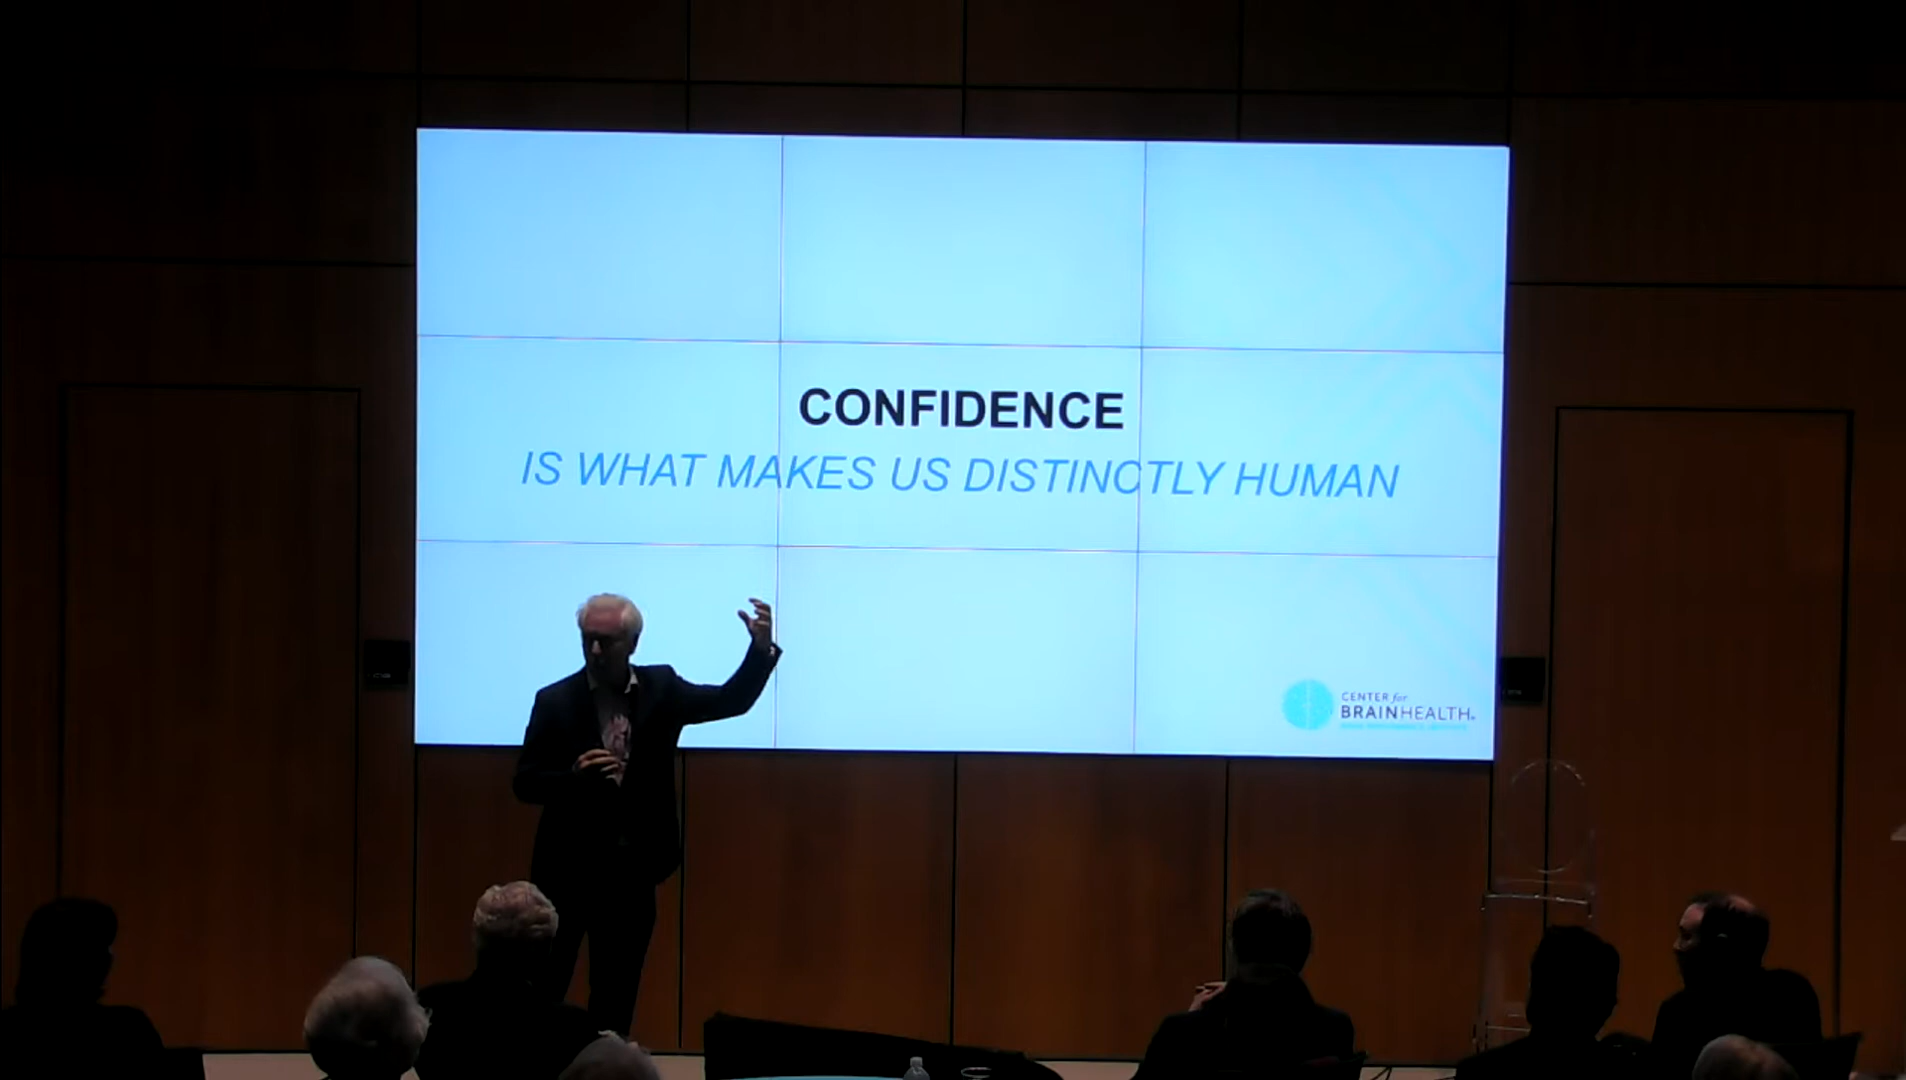 CONFIDENCE
IS WHAT MAKES US DISTINCTLY HUMAN
CENTER for
BRAINHEALTH